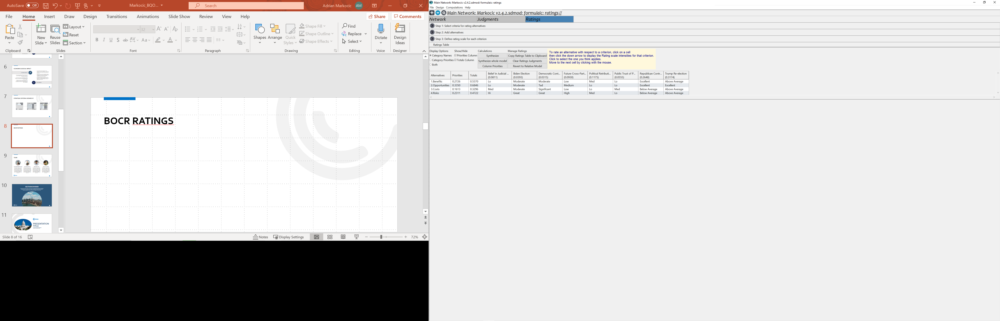 AutoSave Off
Markocic_BQO...
Search
Adrian Markocic AM
File Home Insert Draw Design Transitions Animations Slide Show Review View Help
Share Comments
Paste
New Slide
Reuse Slides
Layout
Reset
Section
32
Shapes
Arrange
Quick Styles
Shape Fill
Shape Outline
Shape Effects
Find
Replace
Select
Dictate
Design Ideas
Clipboard Slides Font Paragraph Drawing Editing Voice Designer
6
ECONOMIC & SOCIAL IMPACT
7
STRATEGIC CRITERIA HIERARCHY
8
BOCR RATINGS
9
TEAM
10
SECTION DIVIDER
11
PRESENTATION
TITLE
BOCR RATINGS
Slide 8 of 16
Notes Display Settings 72%
Main Network: Markocic v2.4.2.sdmod: formulaic: ratings
File Design Computations Help
Main Network: Markocic v2.4.2.sdmod: formulaic: ratings//
Network Judgments Ratings
Step 1: Select criteria for rating alternatives
Step 2: Add alternatives
Step 3: Define rating scale for each criterion
Ratings Table
Display Options Show/Hide Calculations Manage Ratings
Category Names Priorities Column Synthesize Copy Ratings Table to Clipboard
Category Priorities Totals Column Synthesize whole model Clear Ratings Judgments
Both Column Priorities Revert to Relative Model
To rate an alternative with respect to a criterion, click on a cell
then click the down arrow to display the Rating scale intensities for that criterion.
Click to select the one you think applies.
Move to the next cell by clicking with the mouse.
Alternatives Priorities Totals Belief in Judicial ... (0.0811) Biden Election (0.0393) Democratic Cont... (0.0315) Future Cross-Part... (0.0930) Political Retributi... (0.1175) Public Trust of P... (0.0555) Republican Contr... (0.2648) Trump Re-election (0.3174)
1.Benefits 0.2726 0.5570 Lo Moderate Moderate Low Med Lo Excellent Above Average
2.Opportunities 0.3350 0.6846 Lo Moderate Tad Medium Lo Lo Excellent Excellent
3.Costs 0.1613 0.3296 Med Moderate Significant Low Lo Med Below Average Above Average
4.Risks 0.2311 0.4722 Hi Great Great High Med Lo Below Average Above Average